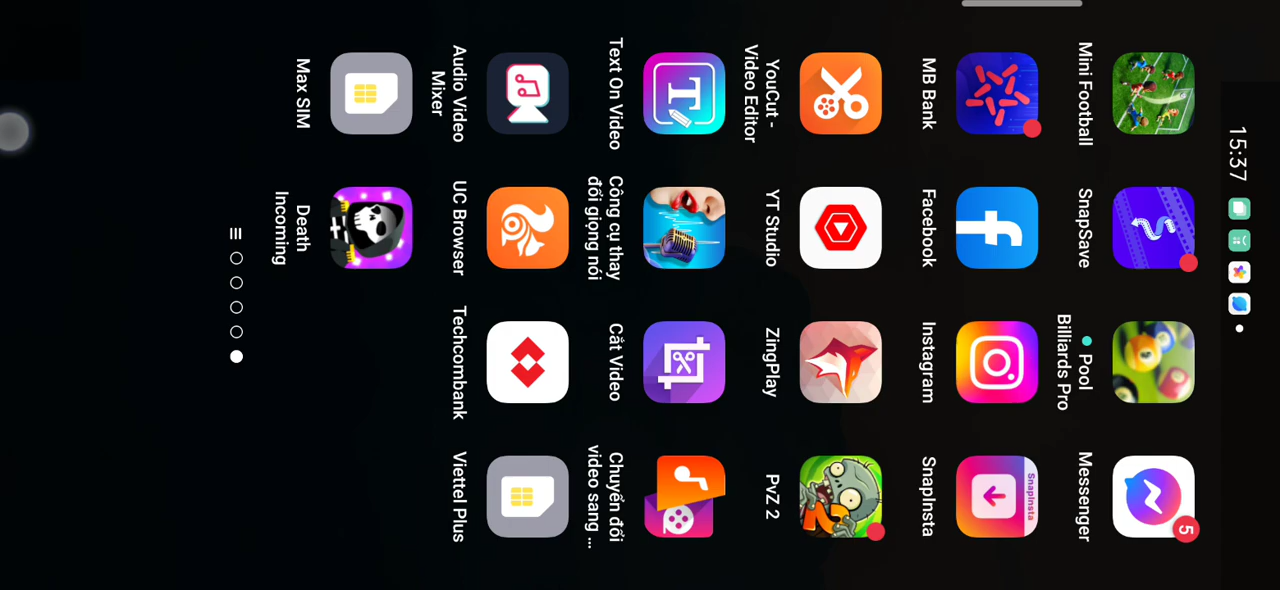 15:37
Mini Football
SnapSave
Pool
Billiards Pro
Messenger
5
MB Bank
Facebook
Instagram
SnapInsta
SnapInsta
YouCut -
Video Editor
YT Studio
ZingPlay
PvZ 2
Text On Video
T
Công cụ thay
đổi giọng nói
Cắt Video
Chuyển đổi
video sang ...
Audio Video
Mixer
UC Browser
Techcombank
Viettel Plus
Max SIM
Death
Incoming